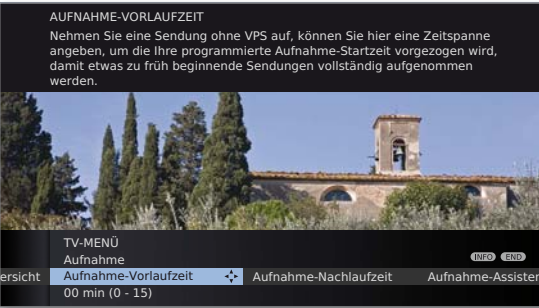 AUFNAHME-VORLAUFZEIT
Nehmen Sie eine Sendung ohne VPS auf, können Sie hier eine Zeitspanne
angeben, um die Ihre programmierte Aufnahme-Startzeit vorgezogen wird,
damit etwas zu früh beginnende Sendungen vollständig aufgenommen
werden.
TV-MENÜ
Aufnahme
INFO END
ersicht Aufnahme-Vorlaufzeit Aufnahme-Nachlaufzeit Aufnahme-Assisten
00 min (0 - 15)